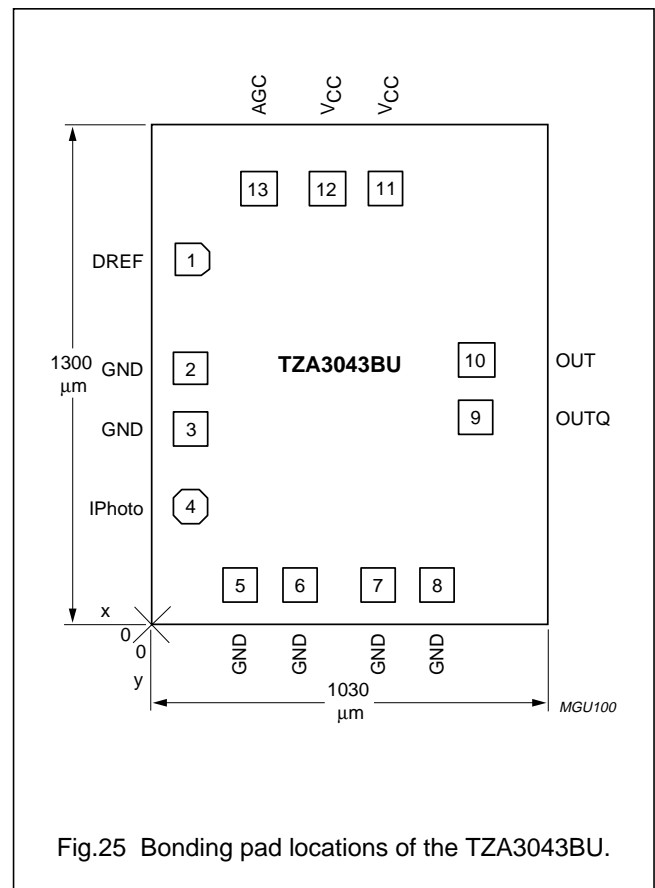 AGC
VCC
VCC
13
12
11
DREF
1
1300
μm
GND
2
TZA3043BU
10
OUT
GND
3
9
OUTQ
IPhoto
4
5
6
7
8
x
0
0
y
GND
GND
GND
GND
1030
μm
MGU100
Fig.25 Bonding pad locations of the TZA3043BU.